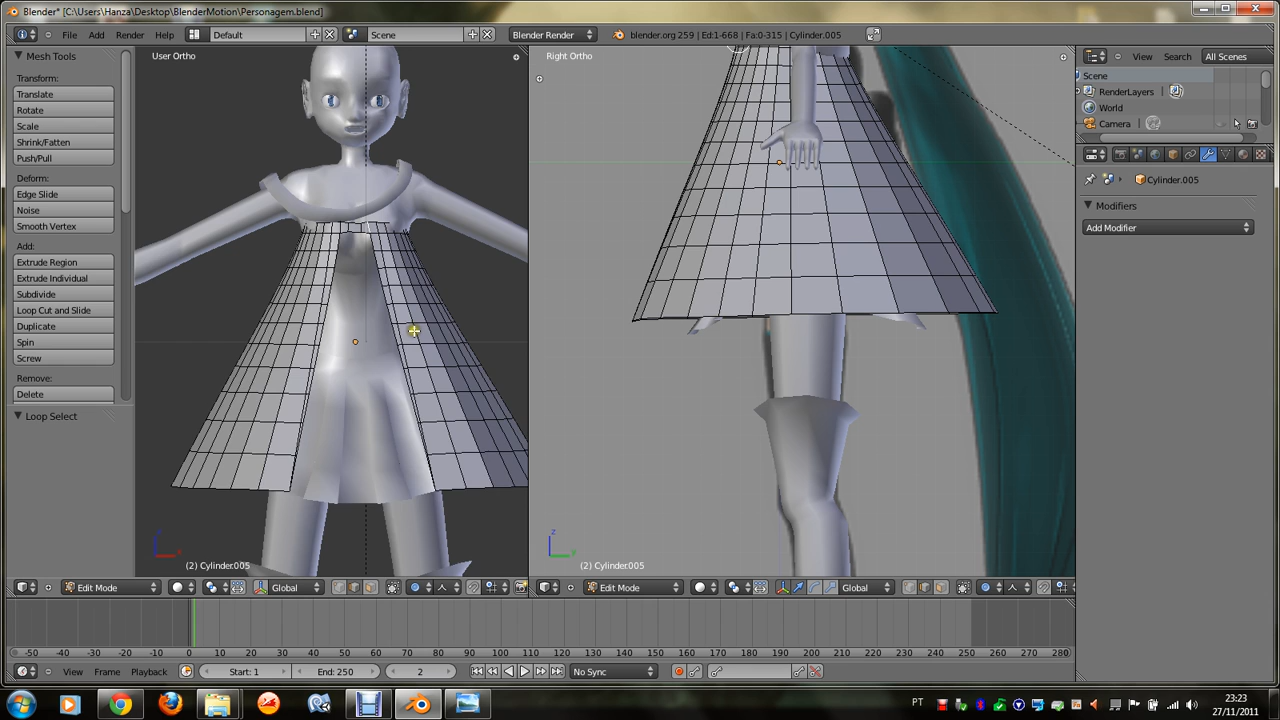 Blender* [C:\Users\Hanza\Desktop\BlenderMotion\Personagem.blend]
File Add Render Help Default Scene Blender Render blender.org 259 | Ed:1-668 | Fa:0-315 | Cylinder.005
Mesh Tools
Transform:
Translate
Rotate
Scale
Shrink/Fatten
Push/Pull
Deform:
Edge Slide
Noise
Smooth Vertex
Add:
Extrude Region
Extrude Individual
Subdivide
Loop Cut and Slide
Duplicate
Spin
Screw
Remove:
Delete
Loop Select
User Ortho
(2) Cylinder.005
Edit Mode Global
Right Ortho
z
(2) Cylinder.005
Edit Mode Global
View Search All Scenes
Scene
RenderLayers
World
Camera
Cylinder.005
Modifiers
Add Modifier
-50 -40 -30 -20 -10 0 10 20 30 40 50 60 70 80 90 100 110 120 130 140 150 160 170 180 190 200 210 220 230 240 250 260 270 280
View Frame Playback Start: 1 End: 250 2 No Sync
PT
23:23
27/11/2011